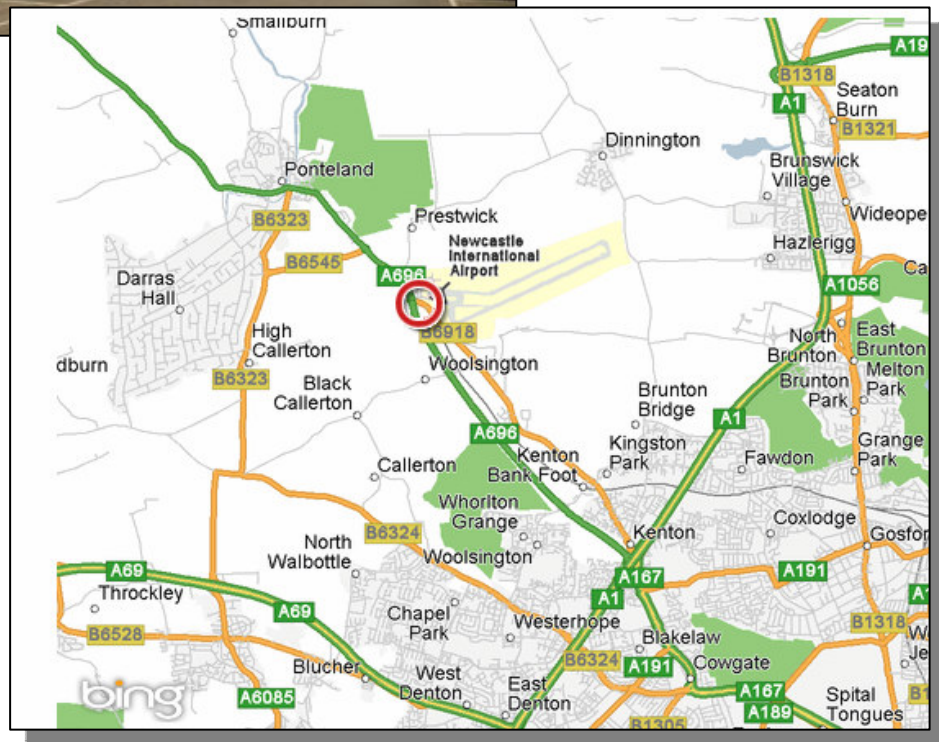 Smallburn
A19
B1318
A1
Seaton
Burn
B1321
Dinnington
Brunswick
Village
Ponteland
B6323
Prestwick
Wideope
Newcastle
International
Airport
Hazlerigg
B6545
A696
Ca
Darras
Hall
A1056
B6918
North
Brunton
East
Brunton
High
Callerton
dburn
Woolsington
Melton
Park
B6323
Black
Callerton
Brunton
Bridge
Brunton
Park
A1
A696
Kingston
Park
Grange
Park
Kenton
Bank Foot
Fawdon
Callerton
Whorlton
Grange
Coxlodge
B6324
Kenton
Gosfor
North
Walbottle
Woolsington
A69
A167
A191
A1
A1
Throckley
A69
Chapel
Park
Westerhope
B1318
B6528
Blakelaw
W
Je
Blucher
B6324
A191
Cowgate
West
Denton
East
Denton
A167
B1
bing
A6085
A189
Spital
Tongues
B1305